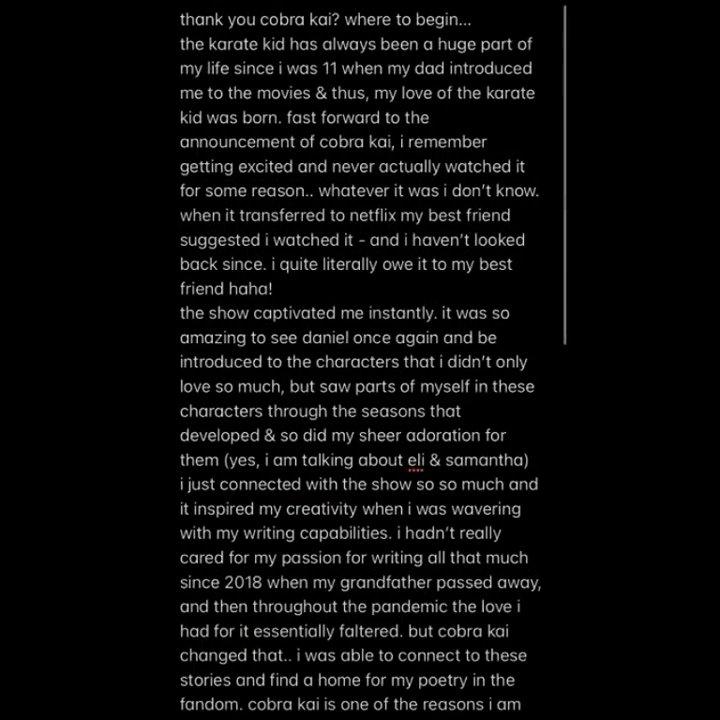 thank you cobra kai? where to begin...
the karate kid has always been a huge part of
my life since i was 11 when my dad introduced
me to the movies & thus, my love of the karate
kid was born. fast forward to the
announcement of cobra kai, i remember
getting excited and never actually watched it
for some reason.. whatever it was i don't know.
when it transferred to netflix my best friend
suggested i watched it - and i haven't looked
back since. i quite literally owe it to my best
friend haha!
the show captivated me instantly. it was so
amazing to see daniel once again and be
introduced to the characters that i didn't only
love so much, but saw parts of myself in these
characters through the seasons that
developed & so did my sheer adoration for
them (yes, i am talking about eli & samantha)
i just connected with the show so so much and
it inspired my creativity when i was wavering
with my writing capabilities. i hadn't really
cared for my passion for writing all that much
since 2018 when my grandfather passed away,
and then throughout the pandemic the love i
had for it essentially faltered. but cobra kai
changed that.. i was able to connect to these
stories and find a home for my poetry in the
fandom. cobra kai is one of the reasons i am